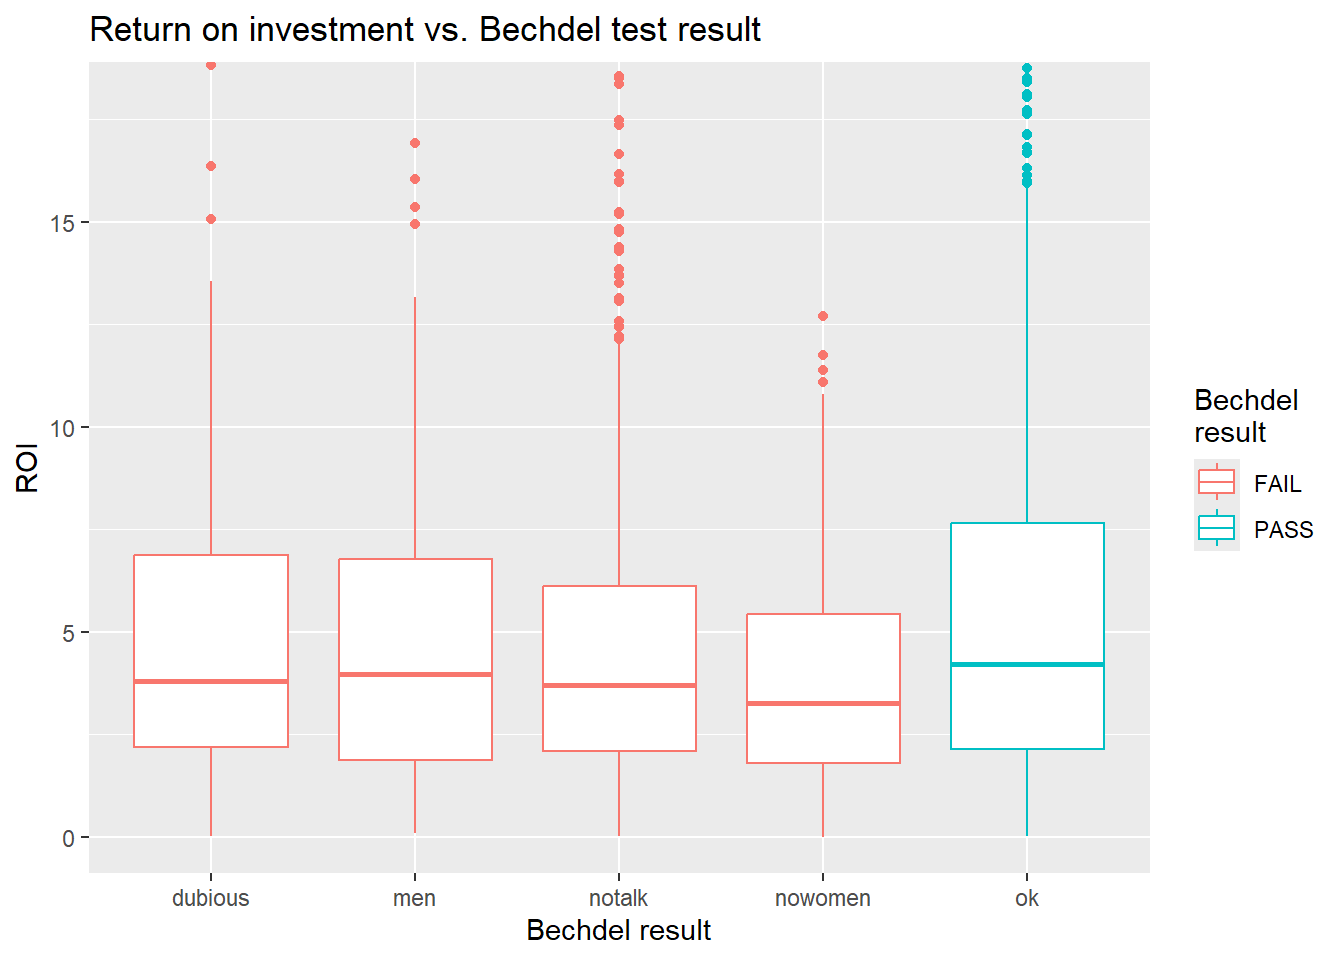 Return on investment vs. Bechdel test result
ROI
15
10
5
0
dubious
men
notalk
nowomen
ok
Bechdel result
Bechdel
result
FAIL
PASS